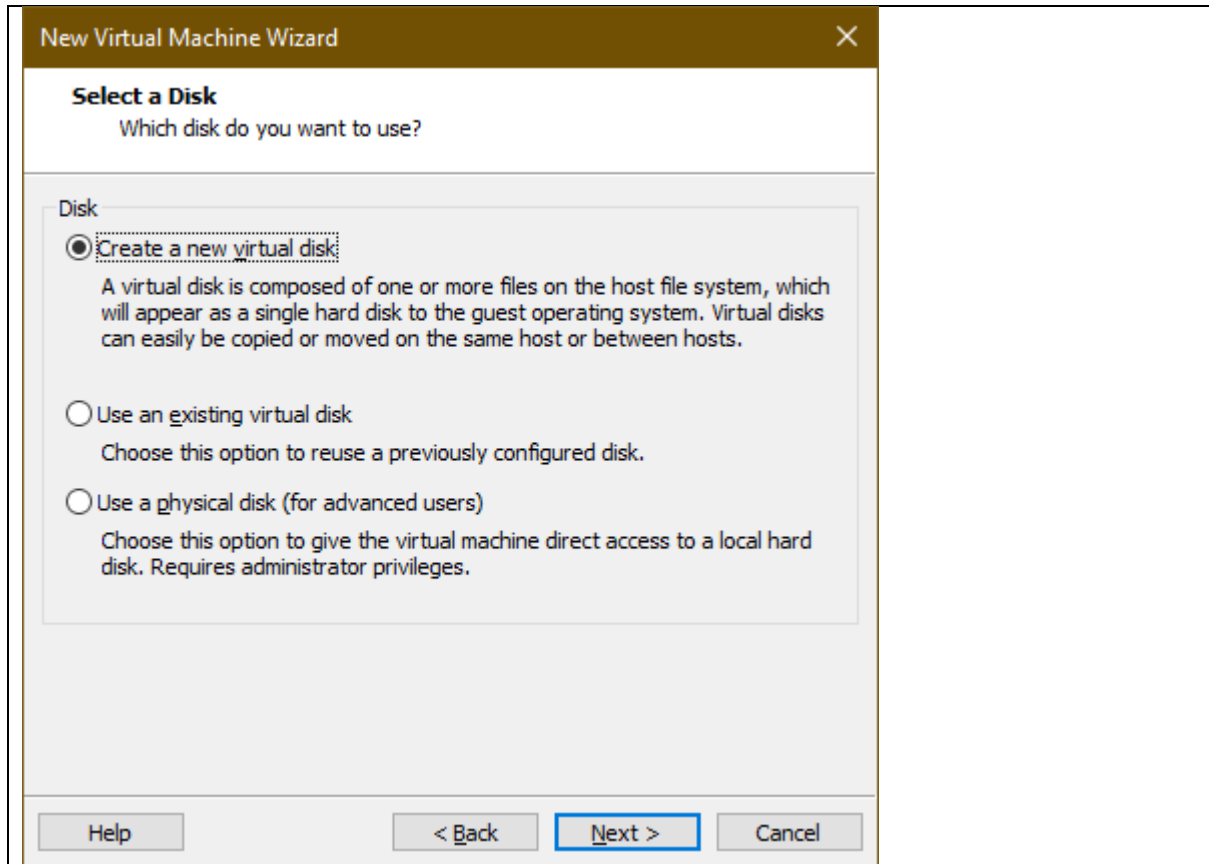 New Virtual Machine Wizard
Select a Disk
Which disk do you want to use?
Disk
Create a new virtual disk
A virtual disk is composed of one or more files on the host file system, which
will appear as a single hard disk to the guest operating system. Virtual disks
can easily be copied or moved on the same host or between hosts.
Use an existing virtual disk
Choose this option to reuse a previously configured disk.
Use a physical disk (for advanced users)
Choose this option to give the virtual machine direct access to a local hard
disk. Requires administrator privileges.
Help < Back Next > Cancel